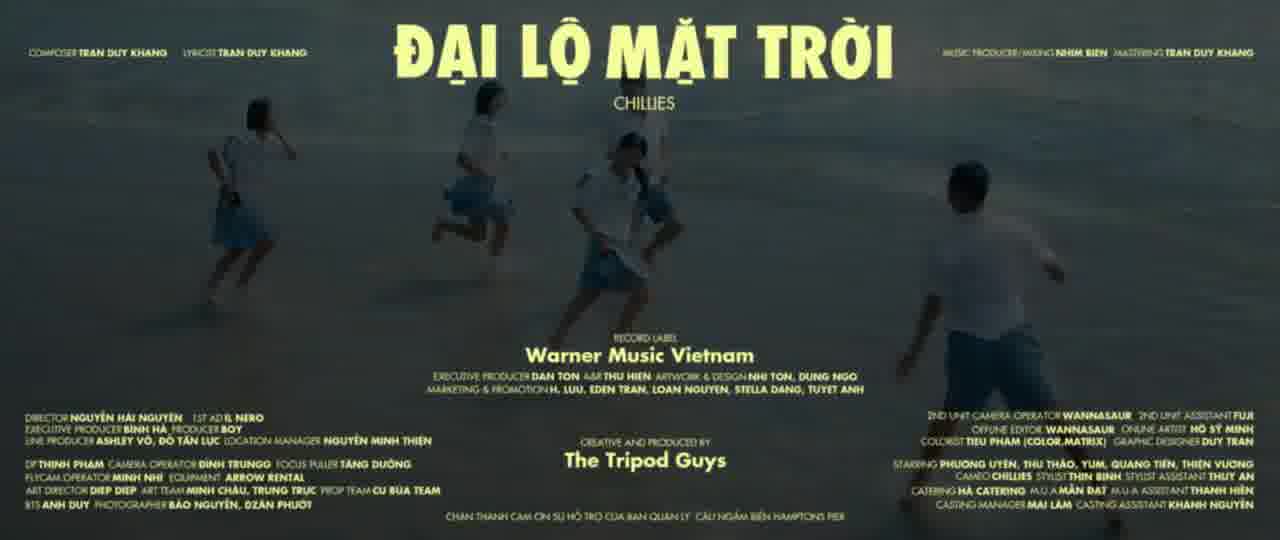 ĐẠI LỘ MẶT TRỜI
CHILLIES
COMPOSER TRAN DUY KHANG LYRICIST TRAN DUY KHANG
MUSIC PRODUCER/MIXING NHIM BIEN MASTERING TRAN DUY KHANG
RECORD LABEL
Warner Music Vietnam
EXECUTIVE PRODUCER DAN TON A&R THU HIEN ARTWORK & DESIGN NHI TON, DUNG NGO
MARKETING & PROMOTION H. LUU, EDEN TRAN, LOAN NGUYEN, STELLA DANG, TUYET ANH
DIRECTOR NGUYỄN HẢI NGUYÊN 1ST AD IL NERO
EXECUTIVE PRODUCER BÌNH HÀ PRODUCER BOY
LINE PRODUCER ASHLEY VÕ, ĐỖ TẤN LỰC LOCATION MANAGER NGUYỄN MINH THIỆN
DP THỊNH PHẠM CAMERA OPERATOR ĐÌNH TRUNGG FOCUS PULLER TĂNG DƯỠNG
FLYCAM OPERATOR MINH NHÍ EQUIPMENT ARROW RENTAL
ART DIRECTOR DIEP DIEP ART TEAM MINH CHÂU, TRUNG TRỰC PROP TEAM CU BÚA TEAM
BTS ANH DUY PHOTOGRAPHER BẢO NGUYÊN, DZĂN PHƯỚT
CREATIVE AND PRODUCED BY
The Tripod Guys
CHÂN THÀNH CẢM ƠN SỰ HỖ TRỢ CỦA BAN QUẢN LÝ CẦU NGẮM BIỂN HAMPTONS PIER
2ND UNIT CAMERA OPERATOR WANNASAUR 2ND UNIT ASSISTANT FUJI
OFFLINE EDITOR WANNASAUR ONLINE ARTIST HỒ SỸ MINH
COLORIST TIEU PHAM (COLOR.MATRIX) GRAPHIC DESIGNER DUY TRAN
STARRING PHƯƠNG UYÊN, THU THẢO, YUM, QUANG TIẾN, THIỆN VƯƠNG
CAMEO CHILLIES STYLIST THIN BINH STYLIST ASSISTANT THUY AN
CATERING HÀ CATERING M.U.A MẪN ĐẠT M.U.A ASSISTANT THANH HIỀN
CASTING MANAGER MAI LÂM CASTING ASSISTANT KHÁNH NGUYÊN